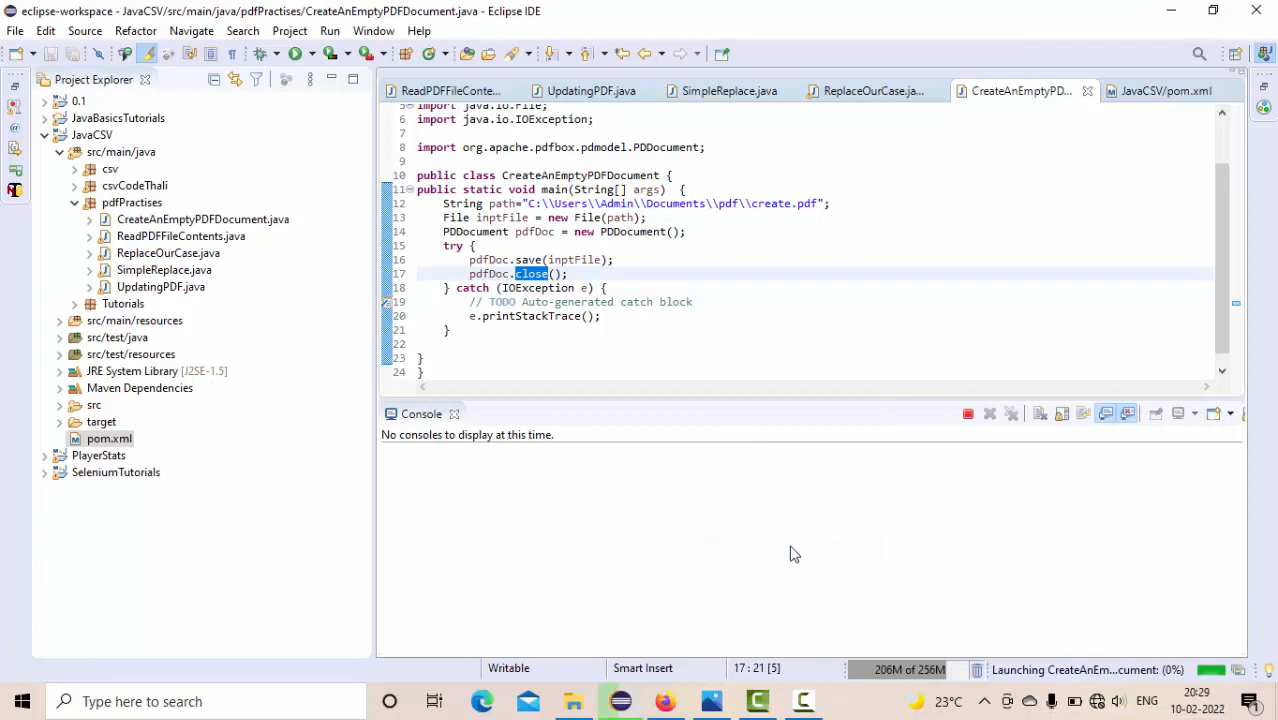 eclipse-workspace - JavaCSV/src/main/java/pdfPractises/CreateAnEmptyPDFDocument.java - Eclipse IDE
File Edit Source Refactor Navigate Search Project Run Window Help
Project Explorer
0.1
JavaBasicsTutorials
JavaCSV
src/main/java
csv
csvCodeThali
pdfPractises
CreateAnEmptyPDFDocument.java
ReadPDFFileContents.java
ReplaceOurCase.java
SimpleReplace.java
UpdatingPDF.java
Tutorials
src/main/resources
src/test/java
src/test/resources
JRE System Library [J2SE-1.5]
Maven Dependencies
src
target
pom.xml
PlayerStats
SeleniumTutorials
ReadPDFFileConte... UpdatingPDF.java SimpleReplace.java ReplaceOurCase.ja... CreateAnEmptyPD... JavaCSV/pom.xml
5 import java.io.File;
6 import java.io.IOException;
7
8 import org.apache.pdfbox.pdmodel.PDDocument;
9
10 public class CreateAnEmptyPDFDocument {
11 public static void main(String[] args) {
12 String path="C:\\Users\\Admin\\Documents\\pdf\\create.pdf";
13 File inptFile = new File(path);
14 PDDocument pdfDoc = new PDDocument();
15 try {
16 pdfDoc.save(inptFile);
17 pdfDoc.close();
18 } catch (IOException e) {
19 // TODO Auto-generated catch block
20 e.printStackTrace();
21 }
22
23 }
24 }
Console
No consoles to display at this time.
Writable Smart Insert 17 : 21 [5] 206M of 256M Launching CreateAnEm...cument: (0%)
Type here to search
23°C ENG 20:29
10-02-2022
1